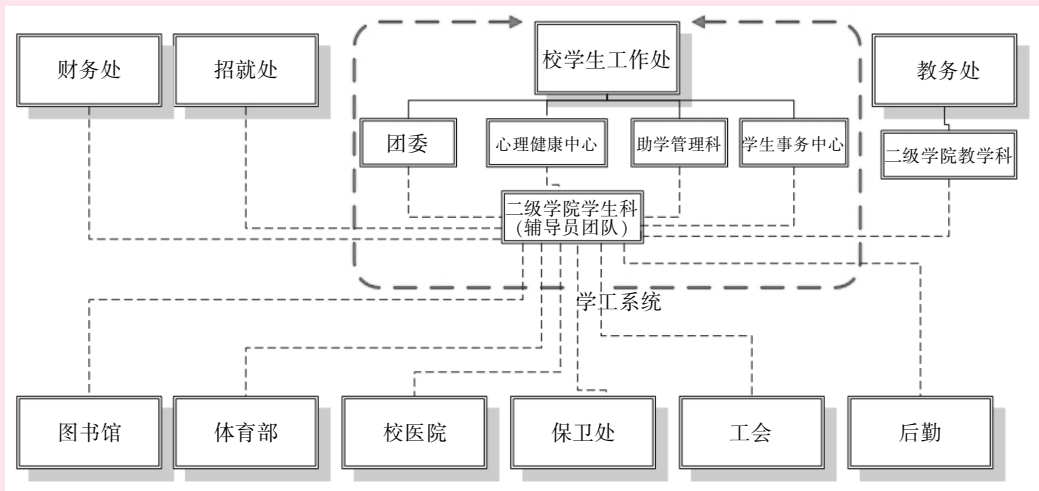 财务处
招就处
校学生工作处
教务处
团委
心理健康中心
助学管理科
学生事务中心
二级学院教学科
二级学院学生科
(辅导员团队)
学工系统
图书馆
体育部
校医院
保卫处
工会
后勤